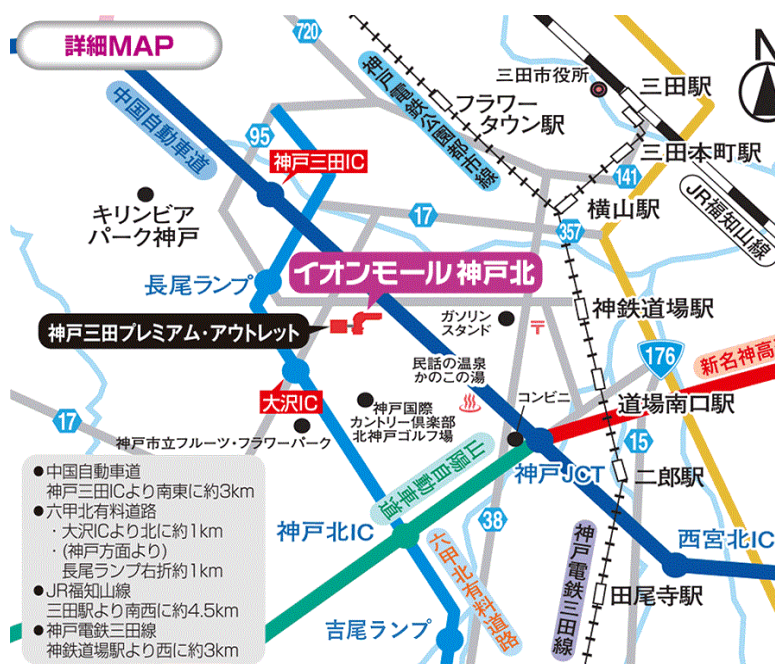 詳細MAP
N
720
神戸電鉄公園都市線
三田市役所
三田駅
フラワー
タウン駅
中国自動車道
95
神戸三田IC
三田本町駅
141
横山駅
JR福知山線
キリンビア
パーク神戸
17
357
長尾ランプ
イオンモール 神戸北
神戸三田プレミアム・アウトレット
ガソリン
スタンド
神鉄道場駅
民話の温泉
かのこの湯
176
新名神高
大沢IC
神戸国際
カントリー倶楽部
北神戸ゴルフ場
コンビニ
道場南口駅
17
神戸市立フルーツ・フラワーパーク
山陽自動車道
神戸JCT
15
二郎駅
●中国自動車道
神戸三田ICより南東に約3km
●六甲北有料道路
・大沢ICより北に約1km
・(神戸方面より)
長尾ランプ右折約1km
●JR福知山線
三田駅より南西に約4.5km
●神戸電鉄三田線
神鉄道場駅より西に約3km
神戸北IC
38
六甲北有料道路
神戸電鉄三田線
西宮北IC
田尾寺駅
吉尾ランプ